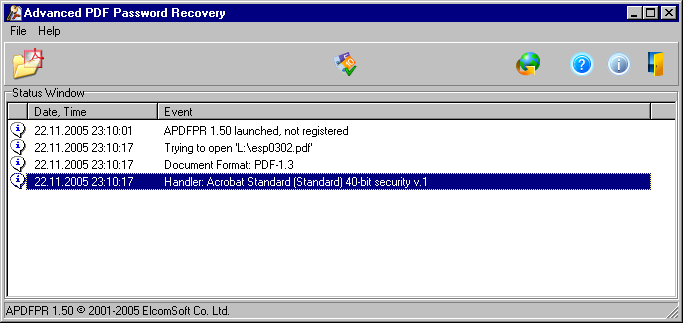 Advanced PDF Password Recovery
File Help
Status Window
Date, Time Event
22.11.2005 23:10:01 APDFPR 1.50 launched, not registered
22.11.2005 23:10:17 Trying to open 'L:\esp0302.pdf'
22.11.2005 23:10:17 Document Format: PDF-1.3
22.11.2005 23:10:17 Handler: Acrobat Standard (Standard) 40-bit security v.1
APDFPR 1.50 © 2001-2005 ElcomSoft Co. Ltd.